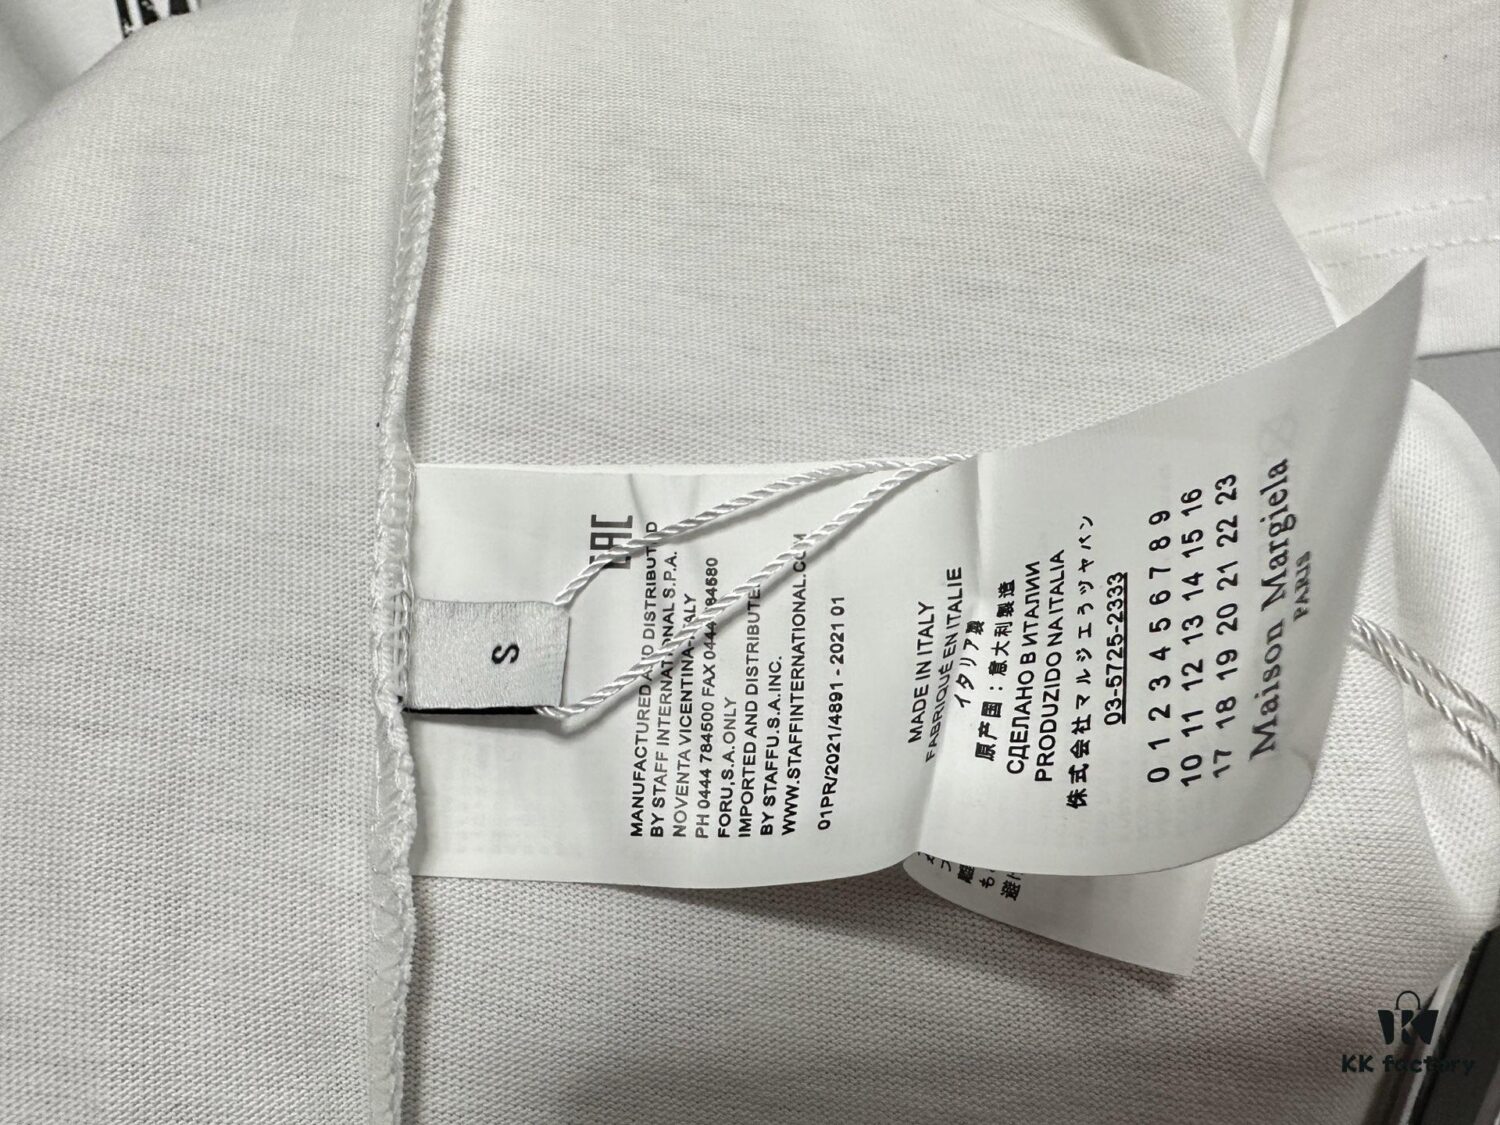 S
EAC
MANUFACTURED AND DISTRIBUTED
BY STAFF INTERNATIONAL S.P.A.
NOVENTA VICENTINA-ITALY
PH 0444 784500 FAX 0444 784580
FORU,S.A.ONLY
IMPORTED AND DISTRIBUTE
BY STAFFU.S.A.INC.
WWW.STAFFINTERNATIONAL.COM
01PR/2021/4891 - 2021 01
MADE IN ITALY
FABRIQUÉ EN ITALIE
イタリア製
原产国：意大利製造
СДЕЛАНО В ИТАЛИИ
PRODUZIDO NA ITALIA
株式会社マルジェラジャパン
03-5725-2333
0 1 2 3 4 5 6 7 8 9
10 11 12 13 14 15 16
17 18 19 20 21 22 23
Maison Margiela
PARIS
KK factory